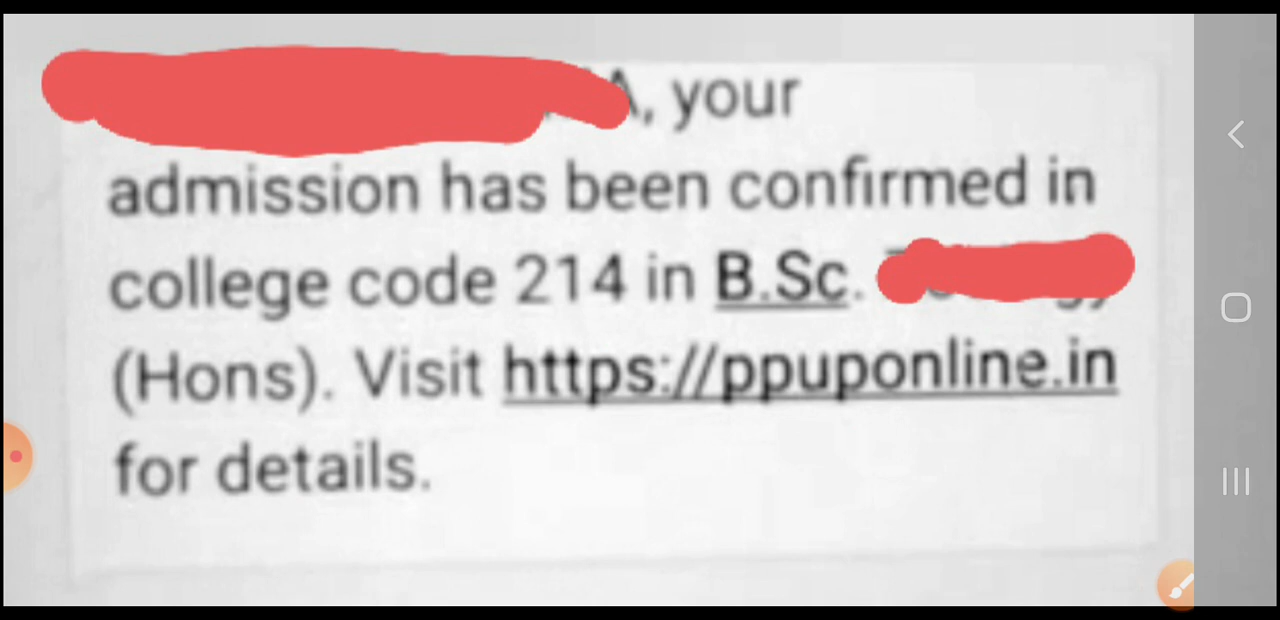 your
admission has been confirmed in
college code 214 in B.Sc.
(Hons). Visit https://ppuponline.in
for details.